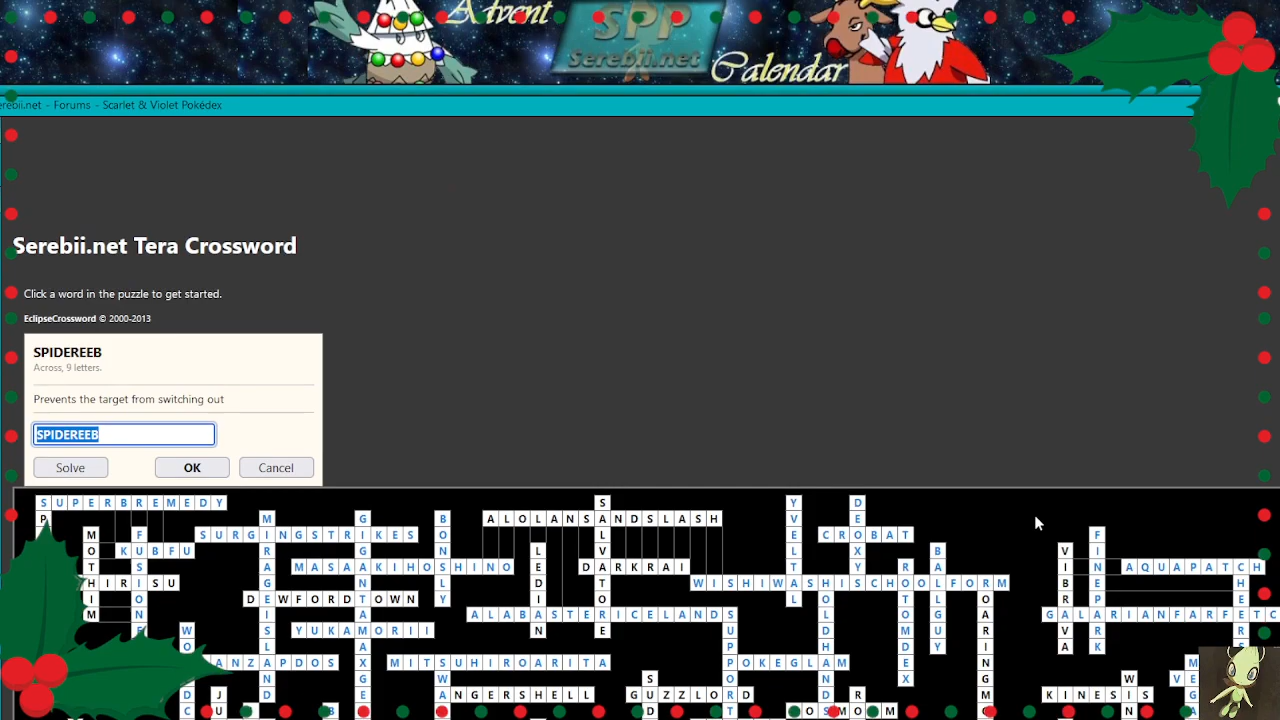 Advent
SPP
Serebii.net
Calendar
erebii.net - Forums - Scarlet & Violet Pokédex
Serebii.net Tera Crossword
Click a word in the puzzle to get started.
EclipseCrossword © 2000-2013
SPIDEREEB
Across, 9 letters.
Prevents the target from switching out
SPIDEREEB
Solve OK Cancel
SUPERBREMEDY
ALOLANSANDSLASH
SURGINGSTRIKES
CROBAT
KUBFU
MASAKIHOSHINO
DARKRAI
AQUAPATCH
THIRISU
WISHIWASHISCHOOLFORM
DEWFORDTOWN
ALABASTERICELANDS
GALARIANFARFETC
YUKAMORII
ANZAPDOS
MITSUHIROARITA
POKEGLAM
ANGERSHELL
GUZZLORD
KINESIS